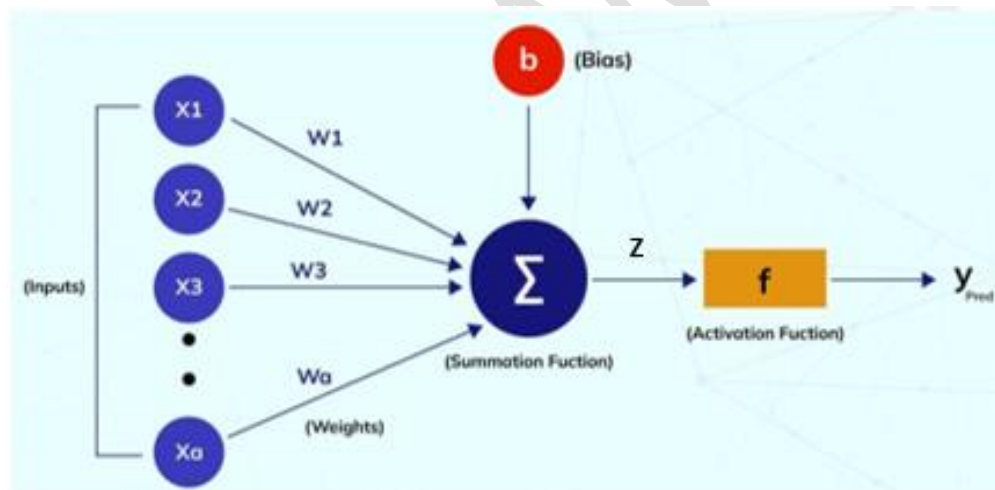 b (Bias)
X1
W1
X2
W2
(Inputs)
X3
W3
Σ
Z
f
y Pred
(Activation Fuction)
(Summation Fuction)
Wa
(Weights)
Xa